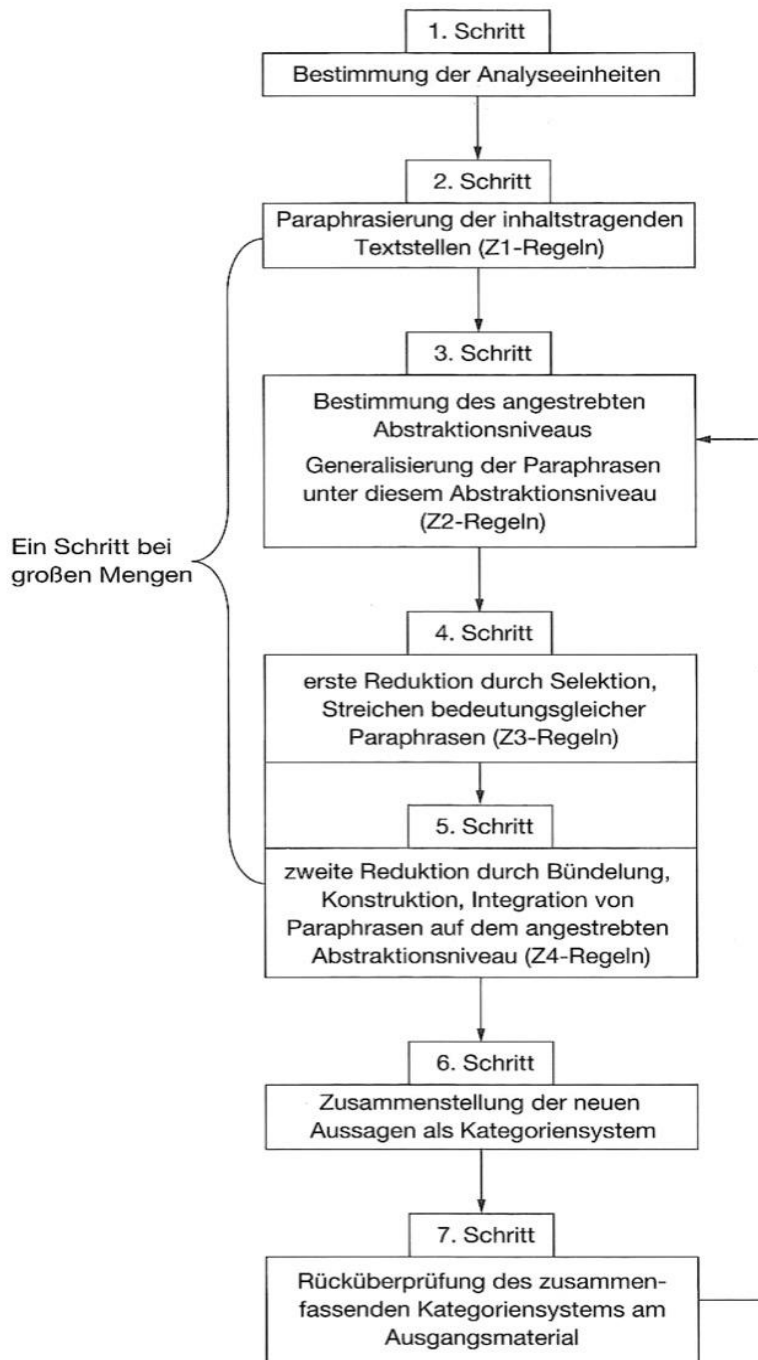 1. Schritt
Bestimmung der Analyseeinheiten
2. Schritt
Paraphrasierung der inhaltstragenden
Textstellen (Z1-Regeln)
3. Schritt
Bestimmung des angestrebten
Abstraktionsniveaus
Generalisierung der Paraphrasen
unter diesem Abstraktionsniveau
(Z2-Regeln)
Ein Schritt bei
großen Mengen
4. Schritt
erste Reduktion durch Selektion,
Streichen bedeutungsgleicher
Paraphrasen (Z3-Regeln)
5. Schritt
zweite Reduktion durch Bündelung,
Konstruktion, Integration von
Paraphrasen auf dem angestrebten
Abstraktionsniveau (Z4-Regeln)
6. Schritt
Zusammenstellung der neuen
Aussagen als Kategoriensystem
7. Schritt
Rücküberprüfung des zusammen-
fassenden Kategoriensystems am
Ausgangsmaterial